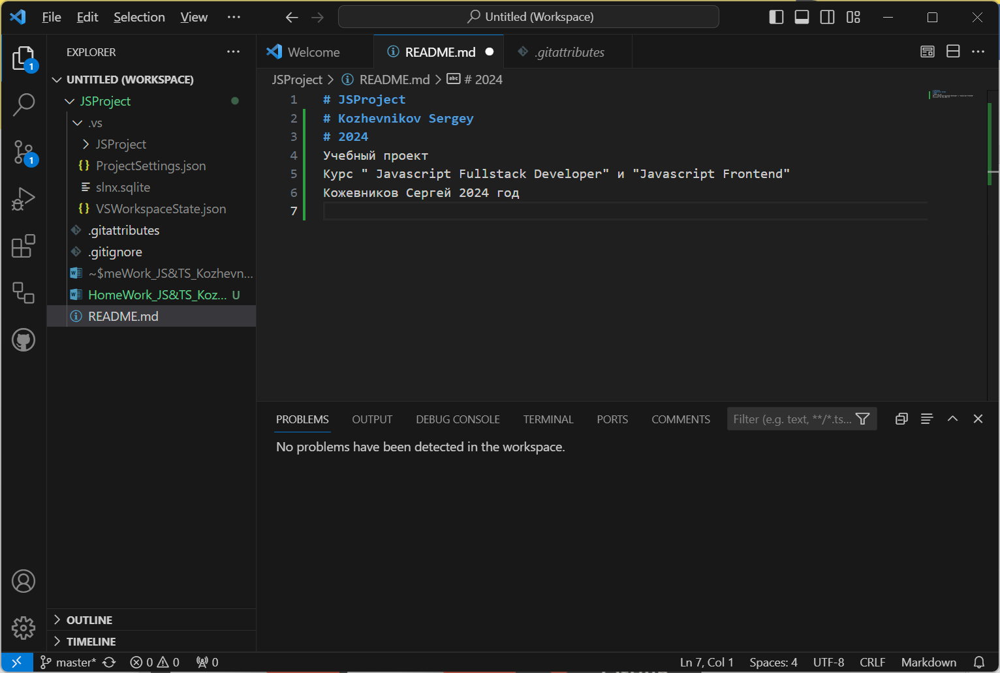 File Edit Selection View ··· Untitled (Workspace)
EXPLORER ···
1
UNTITLED (WORKSPACE)
JSProject
.vs
JSProject
ProjectSettings.json
slnx.sqlite
VSWorkspaceState.json
.gitattributes
.gitignore
~$meWork_JS&TS_Kozhevn...
HomeWork_JS&TS_Koz... U
README.md
1
OUTLINE
TIMELINE
Welcome README.md .gitattributes ···
JSProject > README.md > abc # 2024
1 # JSProject
2 # Kozhevnikov Sergey
3 # 2024
4 Учебный проект
5 Курс " Javascript Fullstack Developer" и "Javascript Frontend"
6 Кожевников Сергей 2024 год
7
PROBLEMS OUTPUT DEBUG CONSOLE TERMINAL PORTS COMMENTS Filter (e.g. text, **/*.ts...
No problems have been detected in the workspace.
master* 0 0 0 Ln 7, Col 1 Spaces: 4 UTF-8 CRLF Markdown